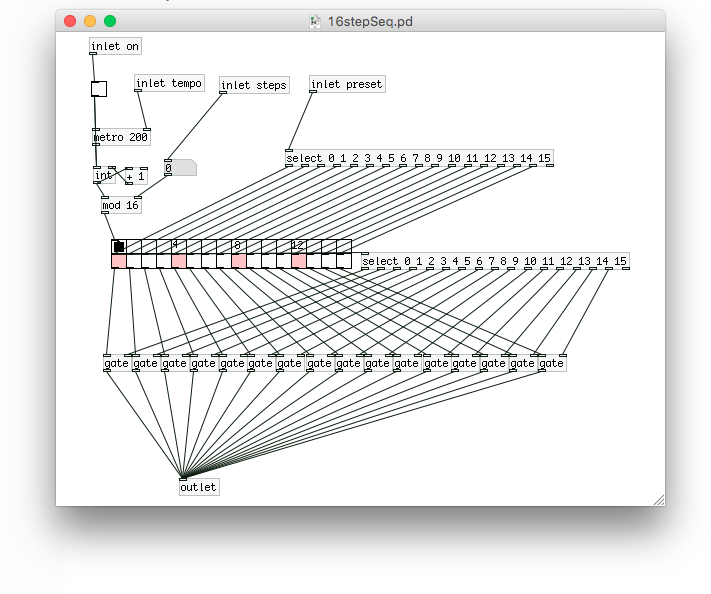 16stepSeq.pd
inlet on
inlet tempo
inlet steps
inlet preset
metro 200
select 0 1 2 3 4 5 6 7 8 9 10 11 12 13 14 15
0
int
+ 1
mod 16
4 8 12
select 0 1 2 3 4 5 6 7 8 9 10 11 12 13 14 15
gate gate gate gate gate gate gate gate gate gate gate gate gate gate gate gate
outlet